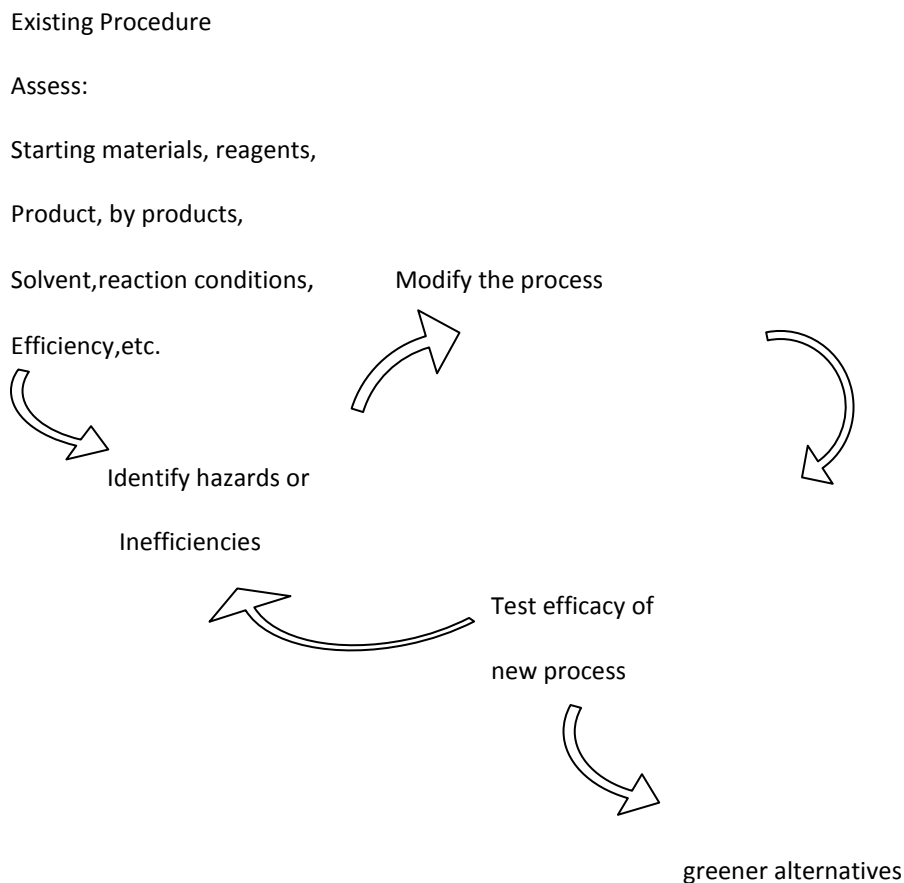 Existing Procedure
Assess:
Starting materials, reagents,
Product, by products,
Solvent,reaction conditions,
Modify the process
Efficiency,etc.
Identify hazards or
Inefficiencies
Test efficacy of
new process
greener alternatives